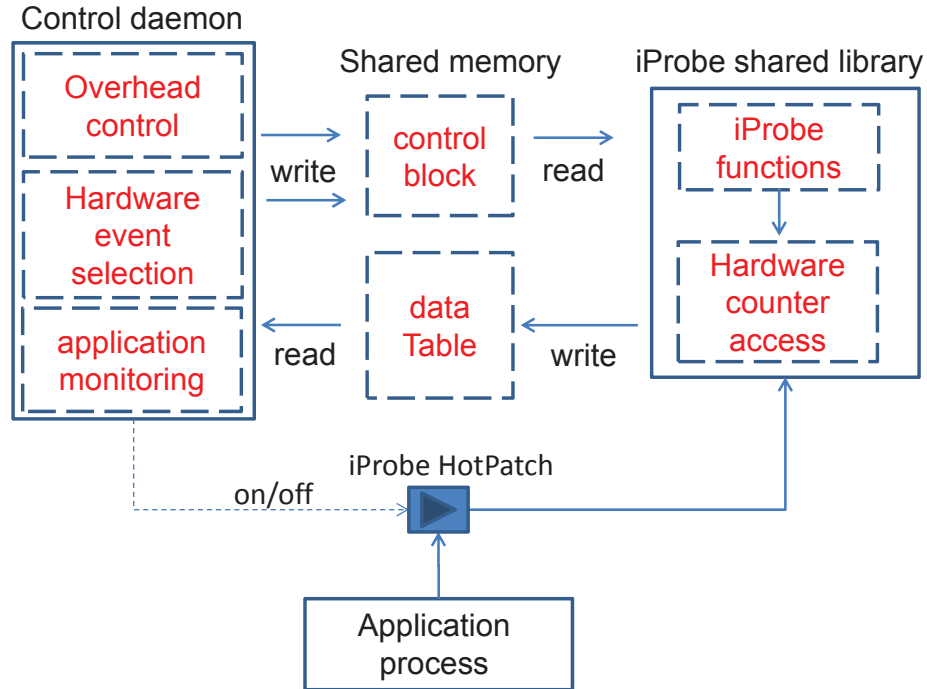 Control daemon
Overhead
control
Hardware
event
selection
application
monitoring
write
read
Shared memory
control
block
data
Table
read
write
iProbe shared library
iProbe
functions
Hardware
counter
access
iProbe HotPatch
on/off
Application
process